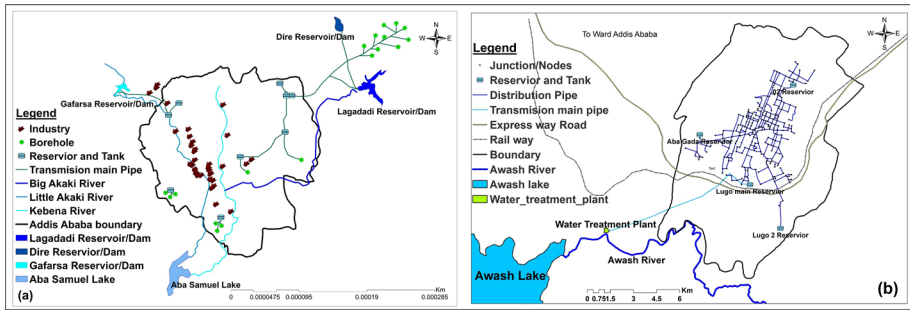 Dire Reservoir/Dam
N
W E
S
Gafarsa Reservoir/Dam
Lagadadi Reservoir/Dam
Legend
Industry
Borehole
Reservior and Tank
Transmision main Pipe
Big Akaki River
Little Akaki River
Kebena River
Addis Ababa boundary
Lagadadi Reservoir/Dam
Dire Reservoir/Dam
Gafarsa Reservior/Dam
Aba Samuel Lake
Aba Samuel Lake
Km
0 0.0000475 0.000095 0.00019 0.000285
(a)
To Ward Addis Ababa
N
W E
S
Legend
Junction/Nodes
Reservior and Tank
Distribution Pipe
Transmision main pipe
Express way Road
Rail way
Boundary
Awash River
Awash lake
Water_treatment_plant
02 Reservior
Aba Gada Reservior
Lugo main Reservior
Lugo 2 Reservior
Water Treatment Plant
Awash River
Awash Lake
Km
0 0.751.5 3 4.5 6
(b)